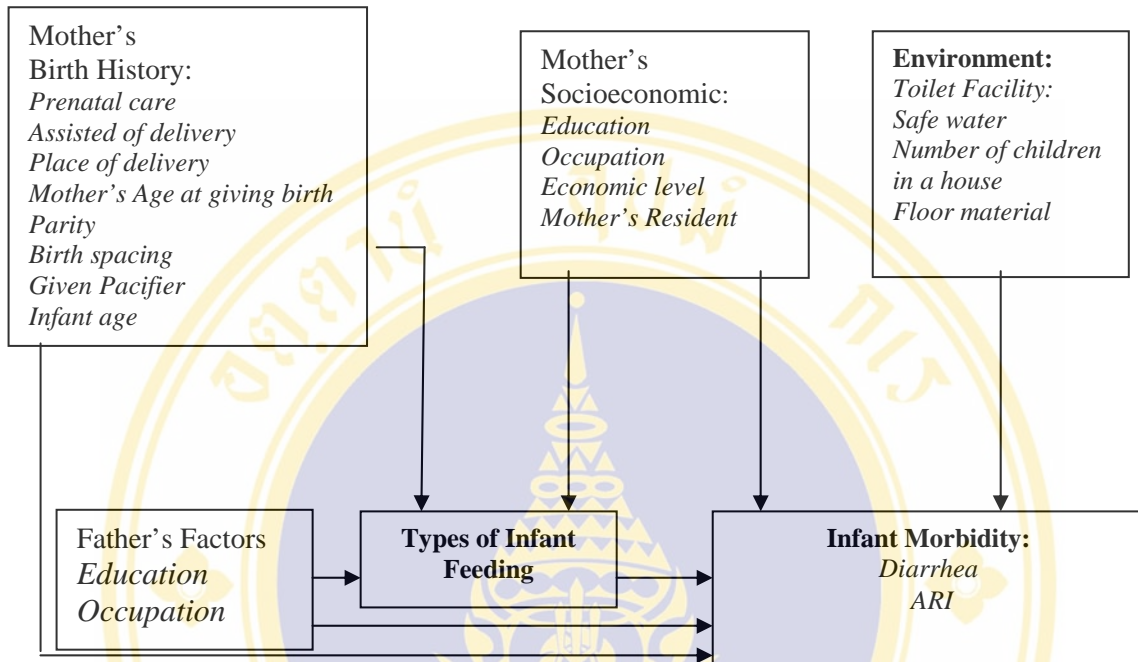 Mother’s
Birth History:
Prenatal care
Assisted of delivery
Place of delivery
Mother’s Age at giving birth
Parity
Birth spacing
Given Pacifier
Infant age
Mother’s
Socioeconomic:
Education
Occupation
Economic level
Mother’s Resident
Environment:
Toilet Facility:
Safe water
Number of children
in a house
Floor material
Father’s Factors
Education
Occupation
Types of Infant
Feeding
Infant Morbidity:
Diarrhea
ARI